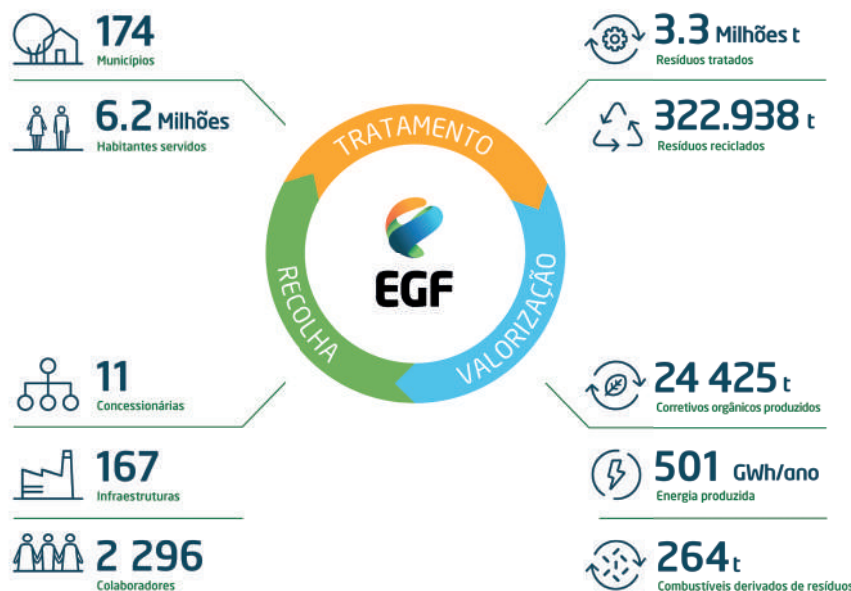 174
Municípios
6.2 Milhões
Habitantes servidos
3.3 Milhões t
Resíduos tratados
322.938 t
Resíduos reciclados
TRATAMENTO
RECOLHA
VALORIZAÇÃO
EGF
11
Concessionárias
167
Infraestruturas
2 296
Colaboradores
24 425 t
Corretivos orgânicos produzidos
501 GWh/ano
Energia produzida
264 t
Combustíveis derivados de resíduos